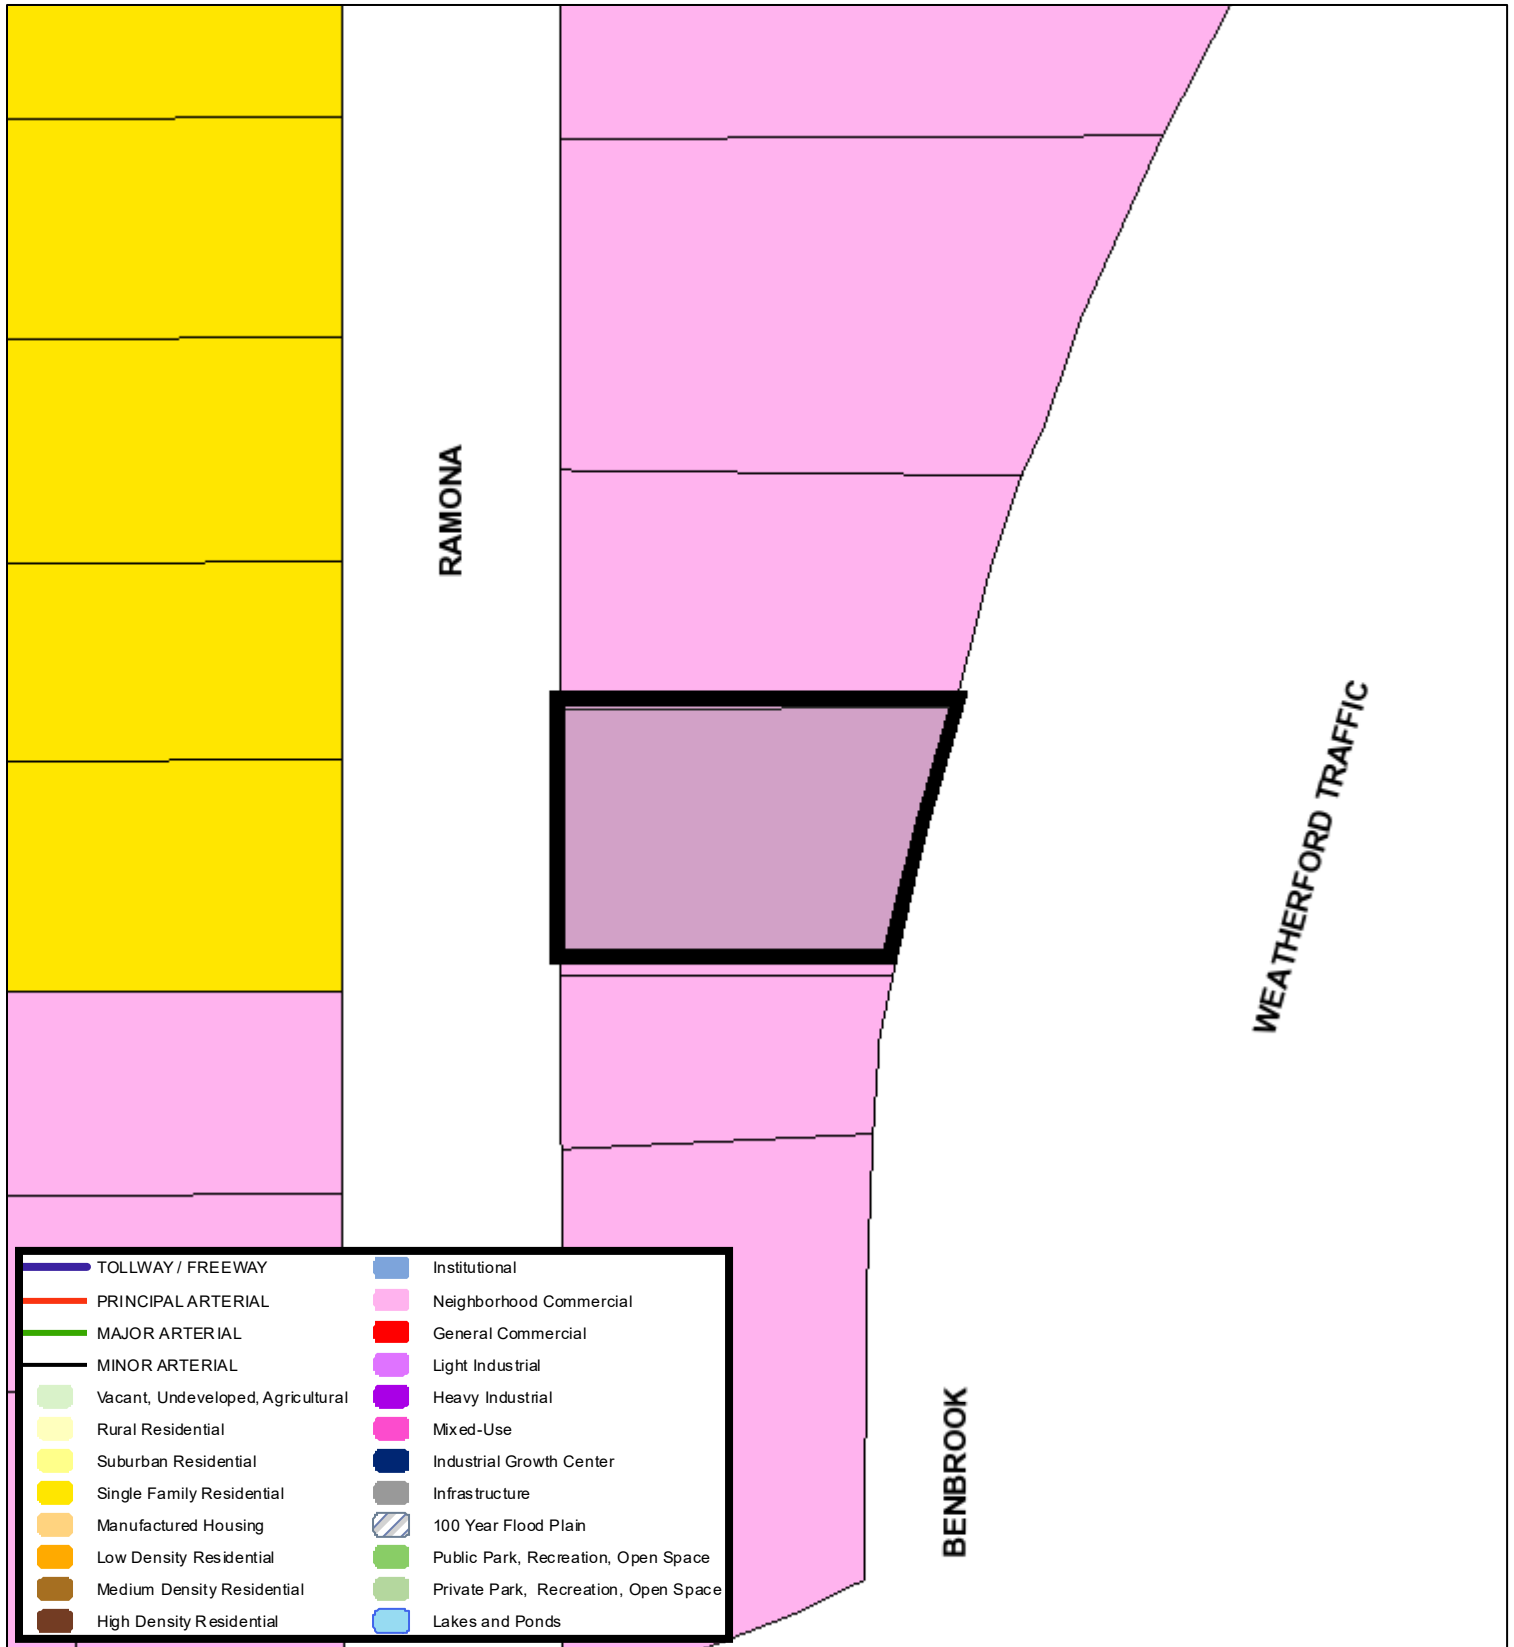 RAMONA
WEATHERFORD TRAFFIC
BENBROOK
TOLLWAY / FREEWAY
PRINCIPAL ARTERIAL
MAJOR ARTERIAL
MINOR ARTERIAL
Vacant, Undeveloped, Agricultural
Rural Residential
Suburban Residential
Single Family Residential
Manufactured Housing
Low Density Residential
Medium Density Residential
High Density Residential
Institutional
Neighborhood Commercial
General Commercial
Light Industrial
Heavy Industrial
Mixed-Use
Industrial Growth Center
Infrastructure
100 Year Flood Plain
Public Park, Recreation, Open Space
Private Park, Recreation, Open Space
Lakes and Ponds